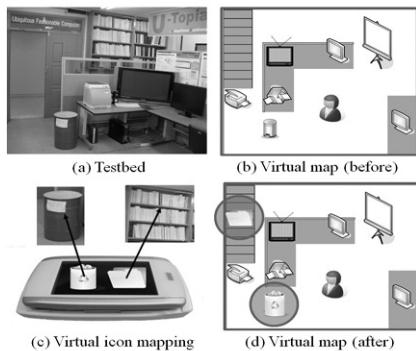 Ubiquitous Fashionable Computer
U-Topia
(a) Testbed
(b) Virtual map (before)
(c) Virtual icon mapping
(d) Virtual map (after)